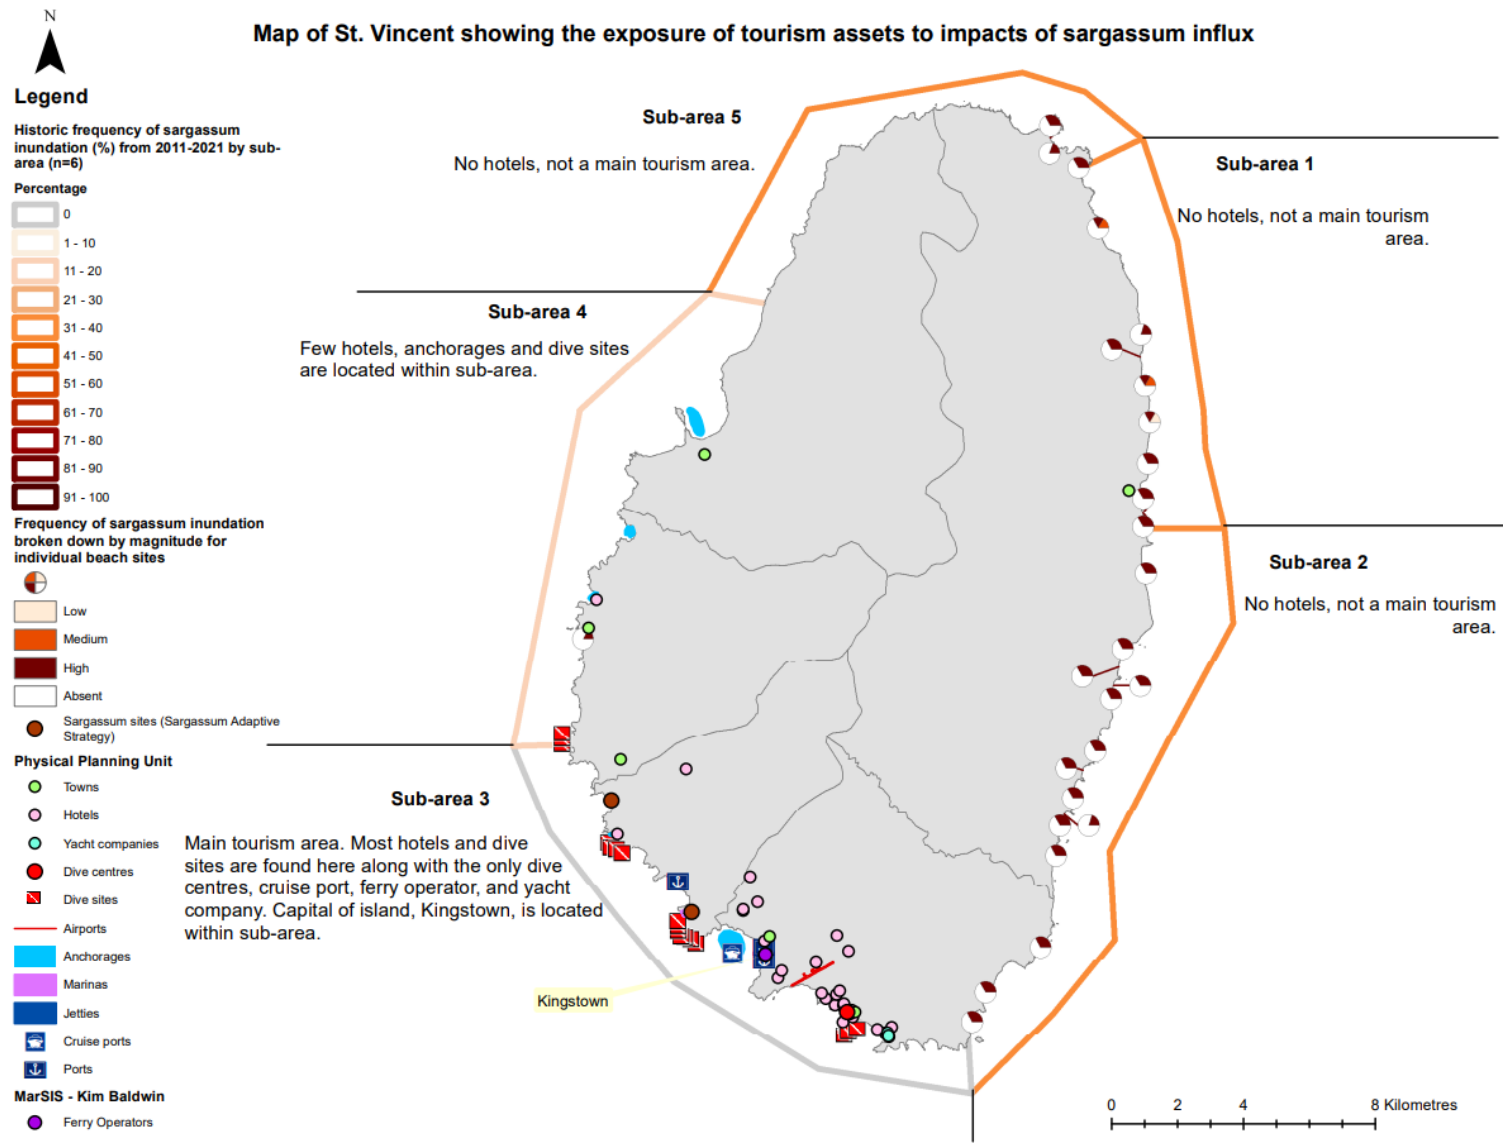 Map of St. Vincent showing the exposure of tourism assets to impacts of sargassum influx
N
Legend
Historic frequency of sargassum
inundation (%) from 2011-2021 by sub-
area (n=6)
Percentage
0
1 - 10
11 - 20
21 - 30
31 - 40
41 - 50
51 - 60
61 - 70
71 - 80
81 - 90
91 - 100
Frequency of sargassum inundation
broken down by magnitude for
individual beach sites
Low
Medium
High
Absent
Sargassum sites (Sargassum Adaptive
Strategy)
Physical Planning Unit
Towns
Hotels
Yacht companies
Dive centres
Dive sites
Airports
Anchorages
Marinas
Jetties
Cruise ports
Ports
MarSIS - Kim Baldwin
Ferry Operators
Sub-area 5
No hotels, not a main tourism area.
Sub-area 1
No hotels, not a main tourism
area.
Sub-area 4
Few hotels, anchorages and dive sites
are located within sub-area.
Sub-area 2
No hotels, not a main tourism
area.
Sub-area 3
Main tourism area. Most hotels and dive
sites are found here along with the only dive
centres, cruise port, ferry operator, and yacht
company. Capital of island, Kingstown, is located
within sub-area.
Kingstown
0 2 4 8 Kilometres